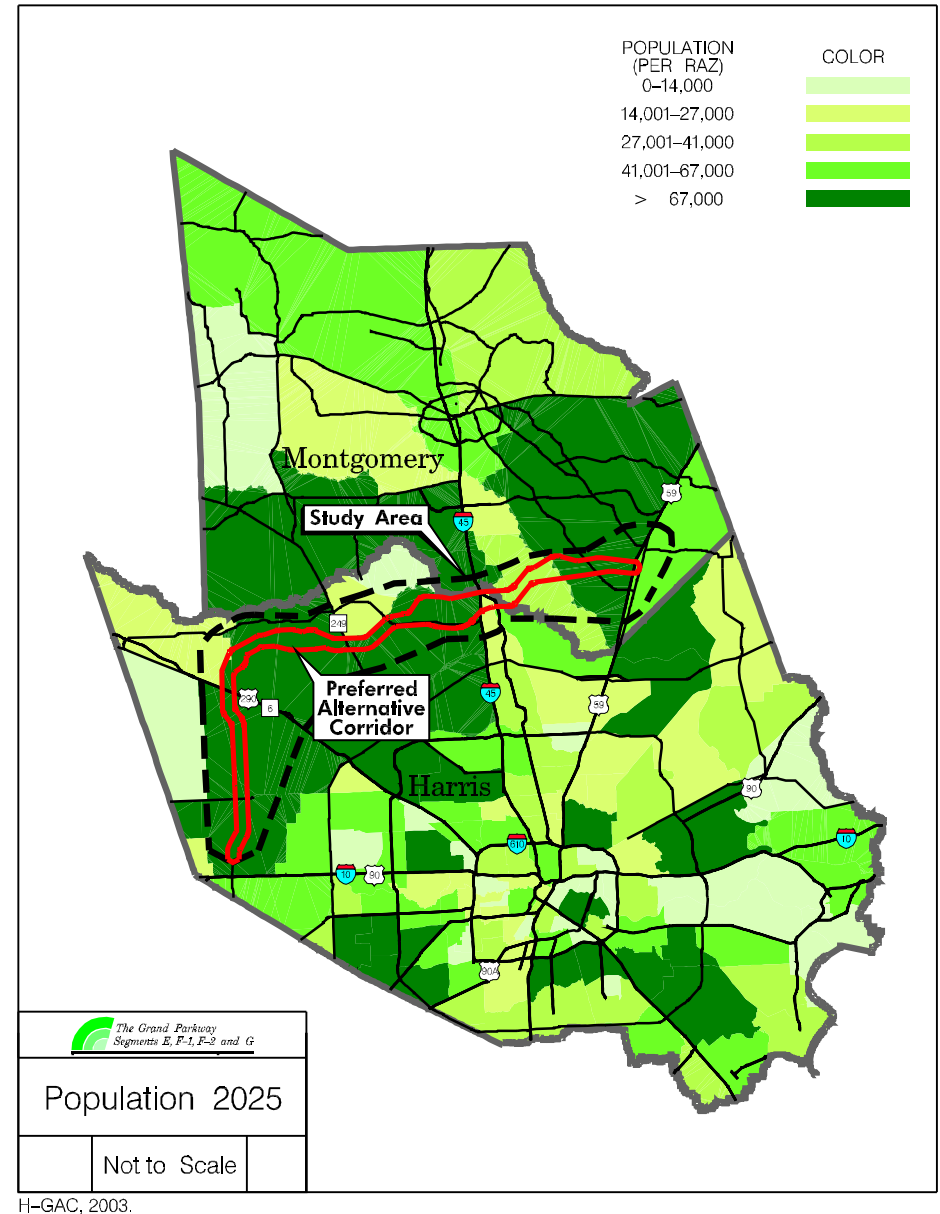 POPULATION
(PER RAZ)
COLOR
0–14,000
14,001–27,000
27,001–41,000
41,001–67,000
> 67,000
Montgomery
59
Study Area
45
249
290
6
Preferred
Alternative
Corridor
45
59
Harris
90
610
10
10
90
90A
The Grand Parkway
Segments E, F-1, F-2 and G
Population 2025
Not to Scale
H-GAC, 2003.